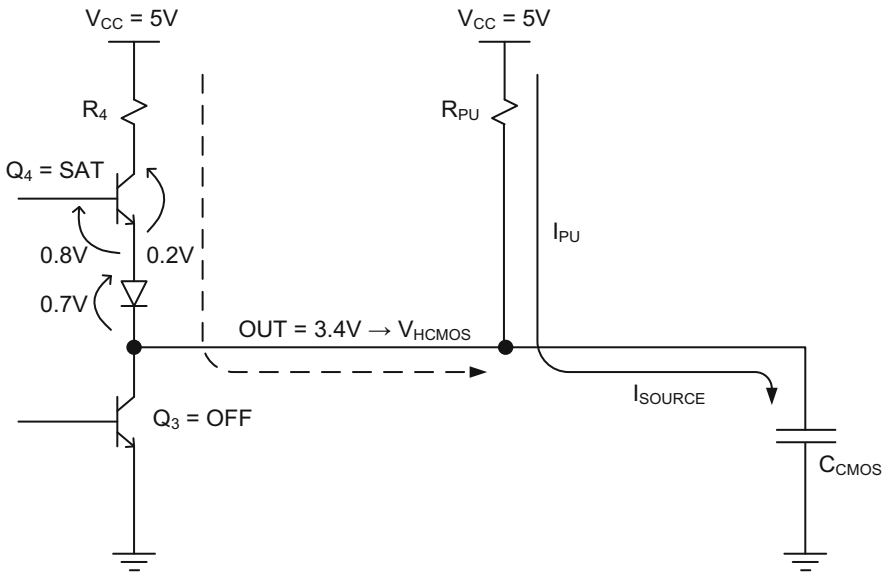 V_CC = 5V
V_CC = 5V
R_4
R_PU
Q_4 = SAT
I_PU
0.8V
0.2V
0.7V
OUT = 3.4V → V_HCMOS
I_SOURCE
Q_3 = OFF
C_CMOS